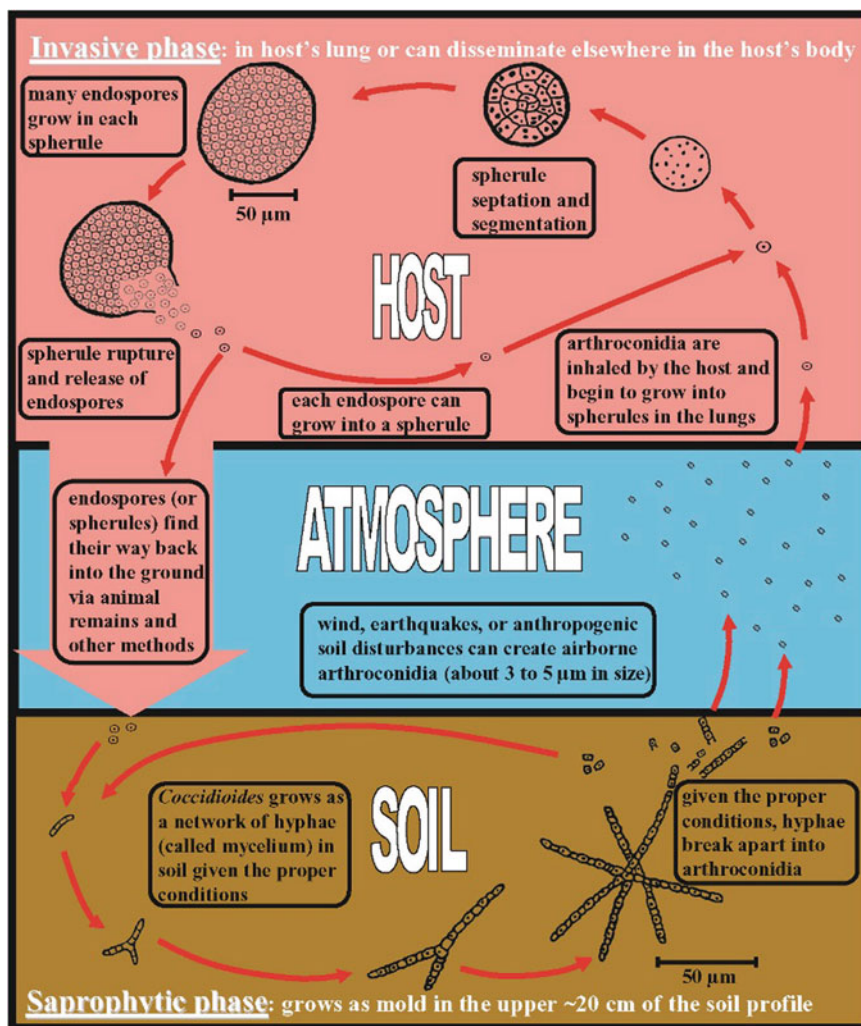 Invasive phase: in host's lung or can disseminate elsewhere in the host's body
many endospores
grow in each
spherule
50 µm
spherule
septation and
segmentation
HOST
spherule rupture
and release of
endospores
each endospore can
grow into a spherule
arthroconidia are
inhaled by the host and
begin to grow into
spherules in the lungs
ATMOSPHERE
endospores (or
spherules) find
their way back
into the ground
via animal
remains and
other methods
wind, earthquakes, or anthropogenic
soil disturbances can create airborne
arthroconidia (about 3 to 5 µm in size)
Coccidioides grows as
a network of hyphae
(called mycelium) in
soil given the proper
conditions
SOIL
given the proper
conditions, hyphae
break apart into
arthroconidia
50 µm
Saprophytic phase: grows as mold in the upper ~20 cm of the soil profile